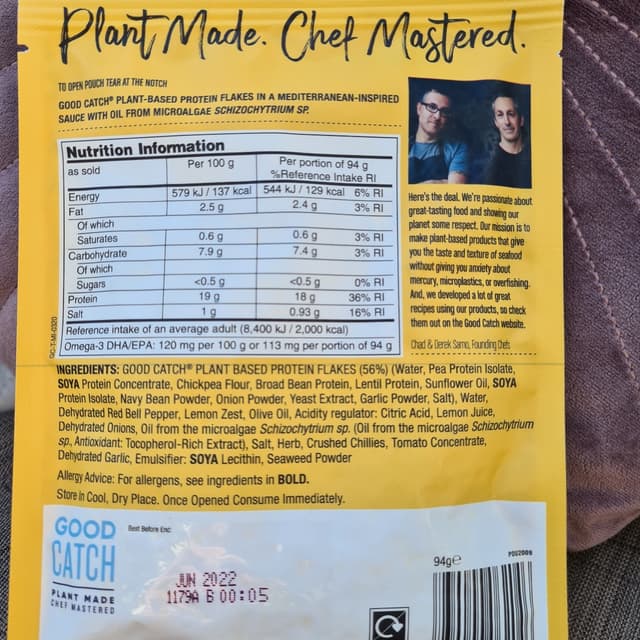 Plant Made. Chef Mastered.
TO OPEN POUCH TEAR AT THE NOTCH
GOOD CATCH® PLANT-BASED PROTEIN FLAKES IN A MEDITERRANEAN-INSPIRED
SAUCE WITH OIL FROM MICROALGAE SCHIZOCHYTRIUM SP.
Nutrition Information
as sold Per 100 g Per portion of 94 g
%Reference Intake RI
Energy 579 kJ / 137 kcal 544 kJ / 129 kcal 6% RI
Fat 2.5 g 2.4 g 3% RI
Of which
Saturates 0.6 g 0.6 g 3% RI
Carbohydrate 7.9 g 7.4 g 3% RI
Of which
Sugars <0.5 g <0.5 g 0% RI
Protein 19 g 18 g 36% RI
Salt 1 g 0.93 g 16% RI
Reference intake of an average adult (8,400 kJ / 2,000 kcal)
Omega-3 DHA/EPA: 120 mg per 100 g or 113 mg per portion of 94 g
GC-T-MI-0320
Here's the deal. We're passionate about
great-tasting food and showing our
planet some respect. Our mission is to
make plant-based products that give
you the taste and texture of seafood
without giving you anxiety about
mercury, microplastics, or overfishing.
And, we developed a lot of great
recipes using our products, so check
them out on the Good Catch website.
Chad & Derek Sarno, Founding Chefs
INGREDIENTS: GOOD CATCH® PLANT BASED PROTEIN FLAKES (56%) (Water, Pea Protein Isolate,
SOYA Protein Concentrate, Chickpea Flour, Broad Bean Protein, Lentil Protein, Sunflower Oil, SOYA
Protein Isolate, Navy Bean Powder, Onion Powder, Yeast Extract, Garlic Powder, Salt), Water,
Dehydrated Red Bell Pepper, Lemon Zest, Olive Oil, Acidity regulator: Citric Acid, Lemon Juice,
Dehydrated Onions, Oil from the microalgae Schizochytrium sp. (Oil from the microalgae Schizochytrium
sp., Antioxidant: Tocopherol-Rich Extract), Salt, Herb, Crushed Chillies, Tomato Concentrate,
Dehydrated Garlic, Emulsifier: SOYA Lecithin, Seaweed Powder
Allergy Advice: For allergens, see ingredients in BOLD.
Store in Cool, Dry Place. Once Opened Consume Immediately.
GOOD
CATCH
PLANT MADE
CHEF MASTERED
Best Before End:
JUN 2022
1179A B 00:05
94g℮
POU2009